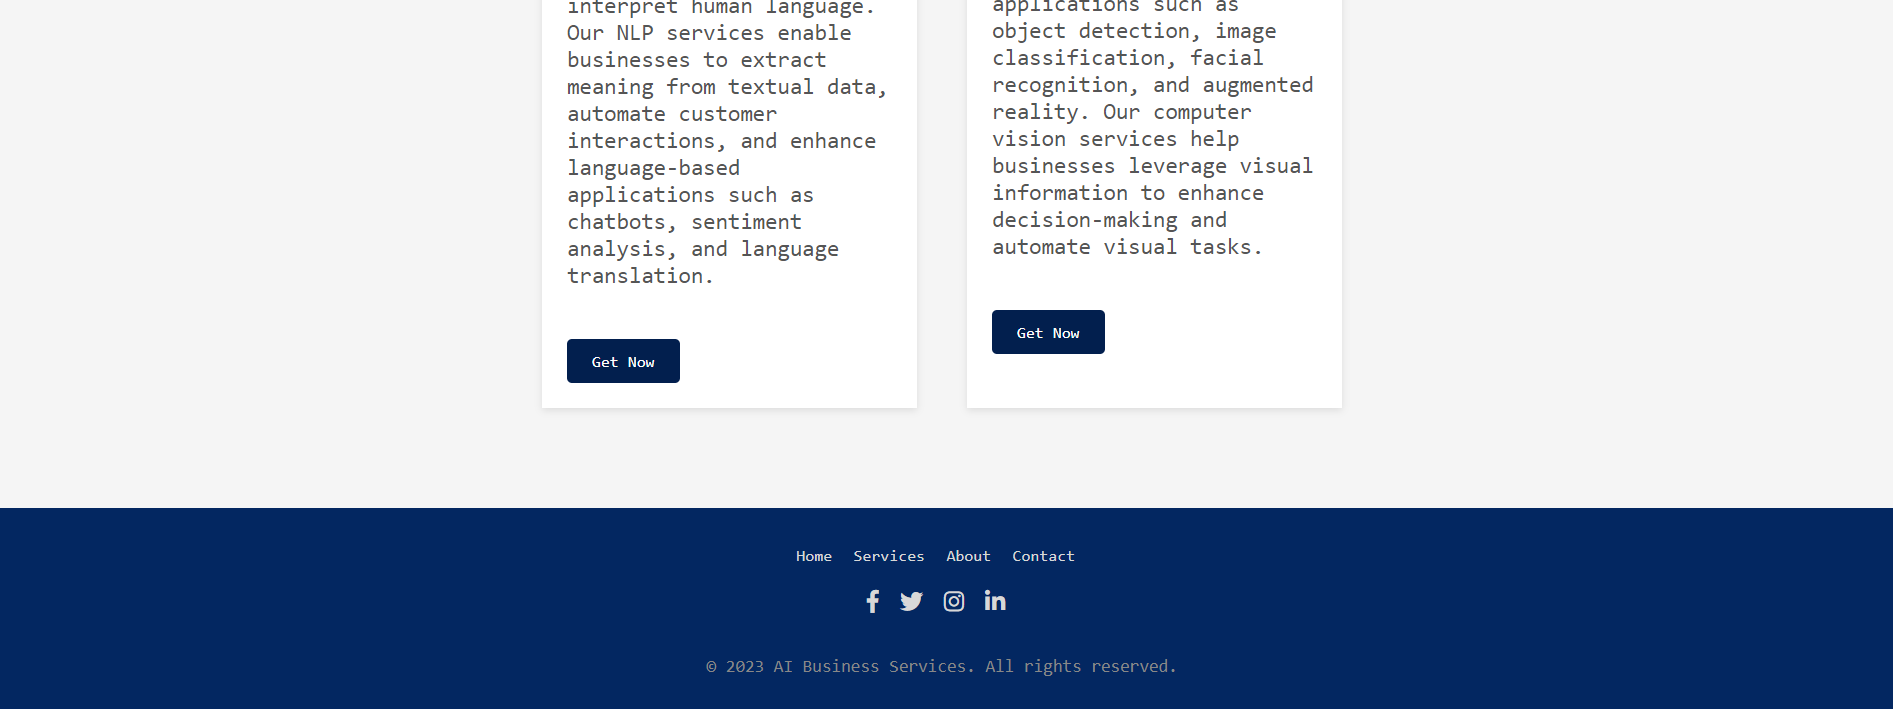 interpret human language.
Our NLP services enable
businesses to extract
meaning from textual data,
automate customer
interactions, and enhance
language-based
applications such as
chatbots, sentiment
analysis, and language
translation.
Get Now
applications such as
object detection, image
classification, facial
recognition, and augmented
reality. Our computer
vision services help
businesses leverage visual
information to enhance
decision-making and
automate visual tasks.
Get Now
Home Services About Contact
© 2023 AI Business Services. All rights reserved.